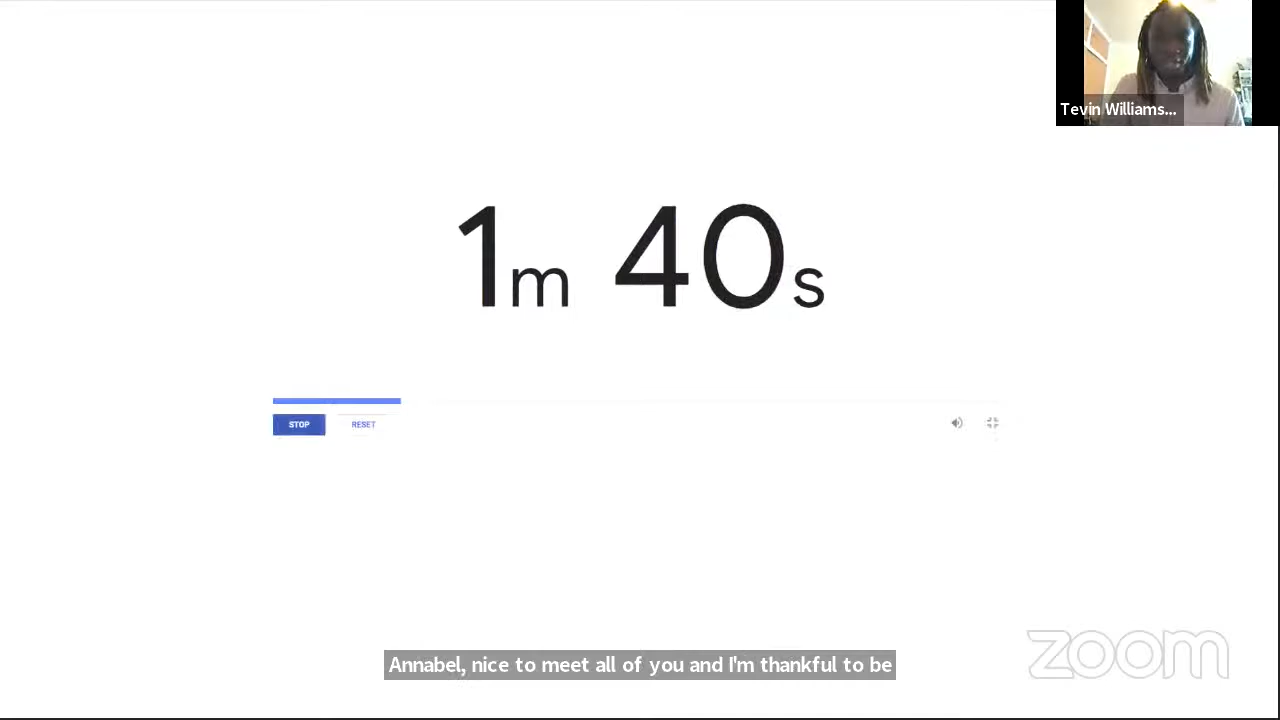 Tevin Williams...
1m 40s
STOP
RESET
Annabel, nice to meet all of you and I'm thankful to be
zoom